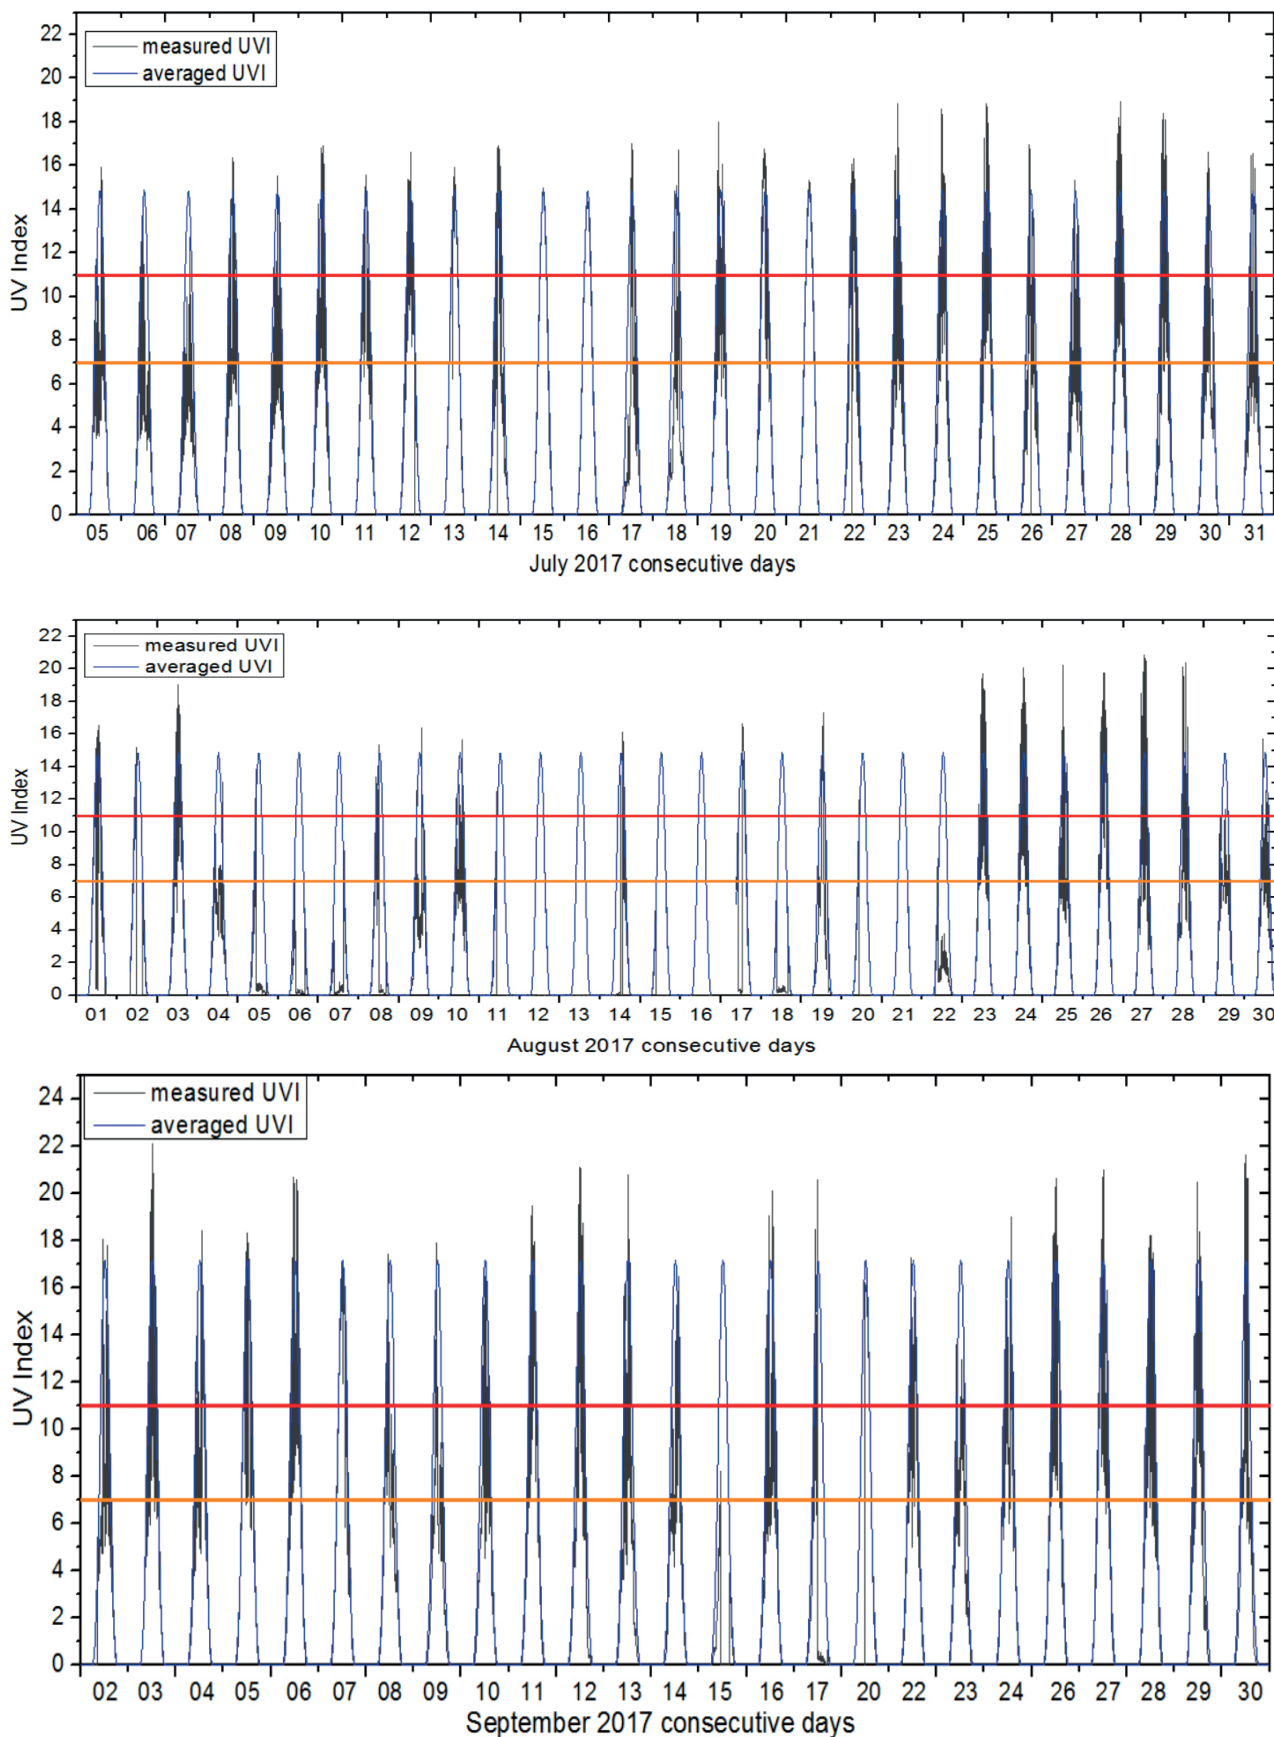 measured UVI
averaged UVI
UV Index
22
20
18
16
14
12
10
8
6
4
2
0
05 06 07 08 09 10 11 12 13 14 15 16 17 18 19 20 21 22 23 24 25 26 27 28 29 30 31
July 2017 consecutive days
measured UVI
averaged UVI
UV Index
22
20
18
16
14
12
10
8
6
4
2
0
01 02 03 04 05 06 07 08 09 10 11 12 13 14 15 16 17 18 19 20 21 22 23 24 25 26 27 28 29 30
August 2017 consecutive days
measured UVI
averaged UVI
UV Index
24
22
20
18
16
14
12
10
8
6
4
2
0
02 03 04 05 06 07 08 09 10 11 12 13 14 15 16 17 20 22 23 24 26 27 28 29 30
September 2017 consecutive days